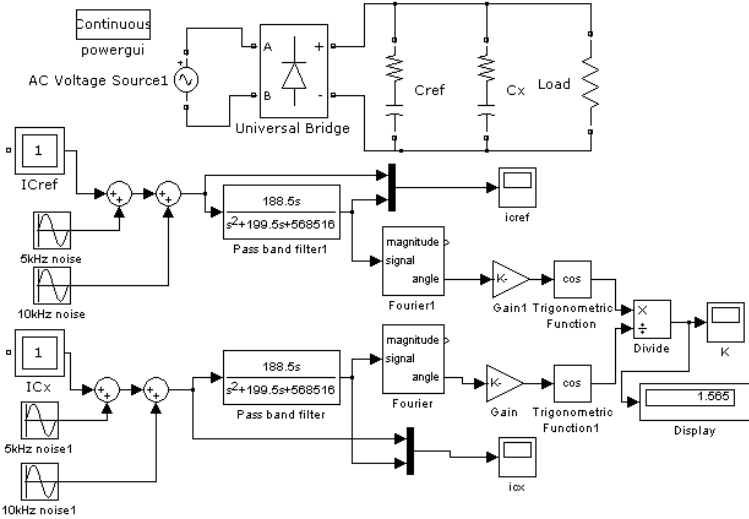 Continuous
powergui
AC Voltage Source1
+
A
B
+
-
Universal Bridge
Cref
Cx
Load
1
ICref
+
+
+
+
188.5s
s²+199.5s+568516
Pass band filter1
icref
5kHz noise
10kHz noise
magnitude
signal
angle
Fourier1
K-
Gain1
cos
Trigonometric
Function
×
÷
Divide
K
1
ICx
+
+
+
+
188.5s
s²+199.5s+568516
Pass band filter
magnitude
signal
angle
Fourier
K-
Gain
cos
Trigonometric
Function1
1.565
Display
5kHz noise1
10kHz noise1
icx